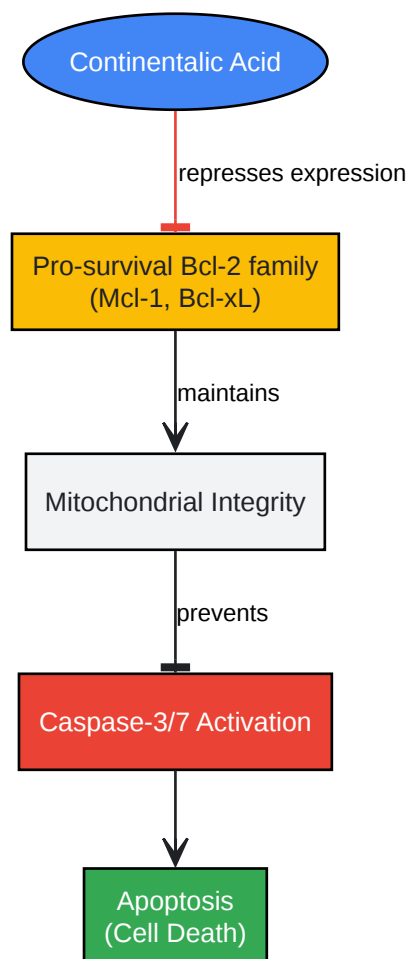 Continentalic Acid
represses expression
Pro-survival Bcl-2 family
(Mcl-1, Bcl-xL)
maintains
Mitochondrial Integrity
prevents
Caspase-3/7 Activation
Apoptosis
(Cell Death)